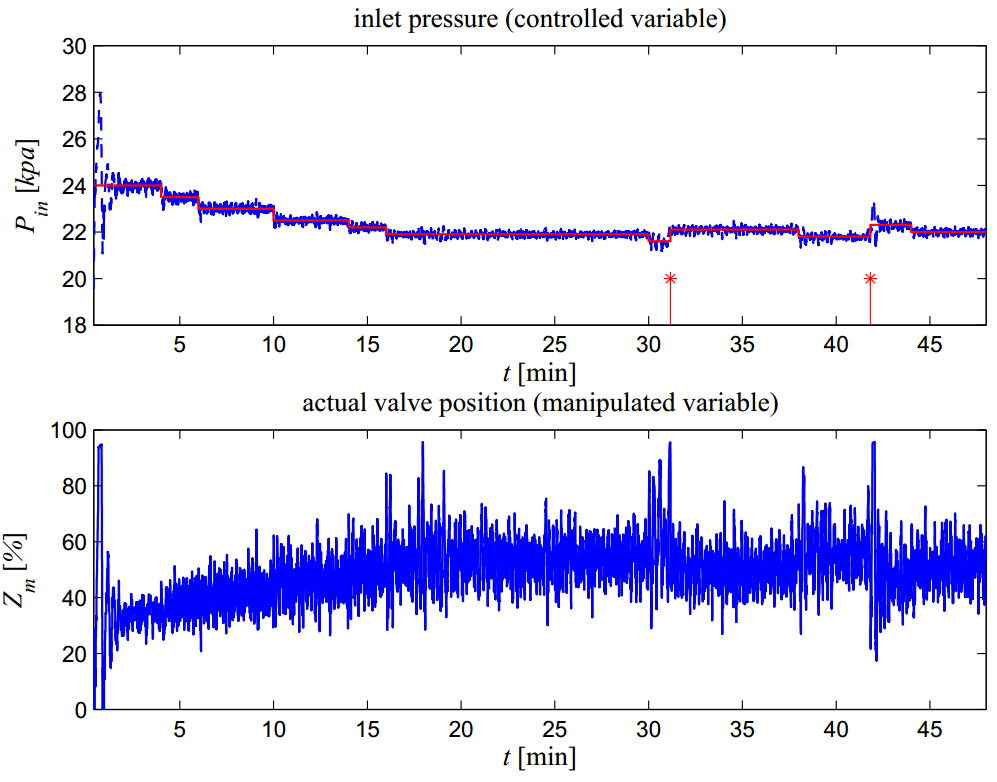 inlet pressure (controlled variable)
30
28
26
24
22
20
18
P_in [kpa]
5 10 15 20 25 30 35 40 45
t [min]
actual valve position (manipulated variable)
100
80
60
40
20
0
Z_m [%]
5 10 15 20 25 30 35 40 45
t [min]